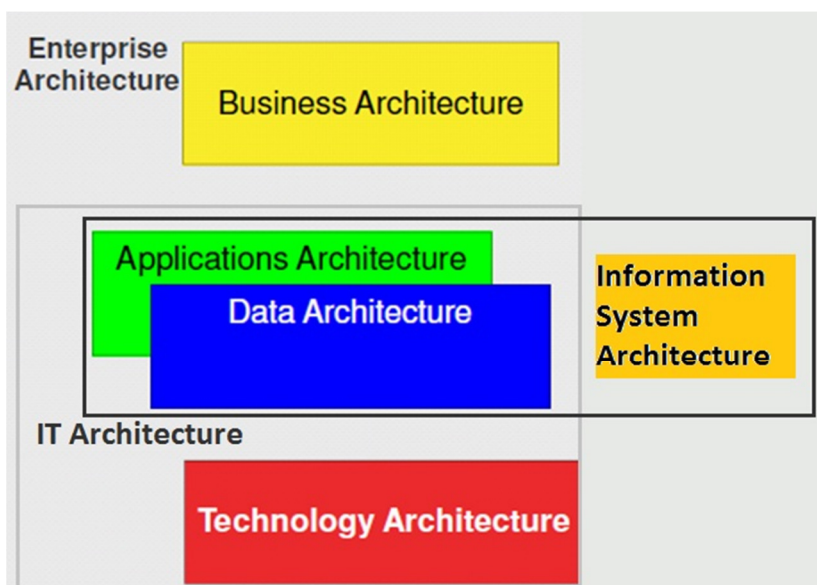 Enterprise
Architecture
Business Architecture
Applications Architecture
Data Architecture
Information
System
Architecture
IT Architecture
Technology Architecture